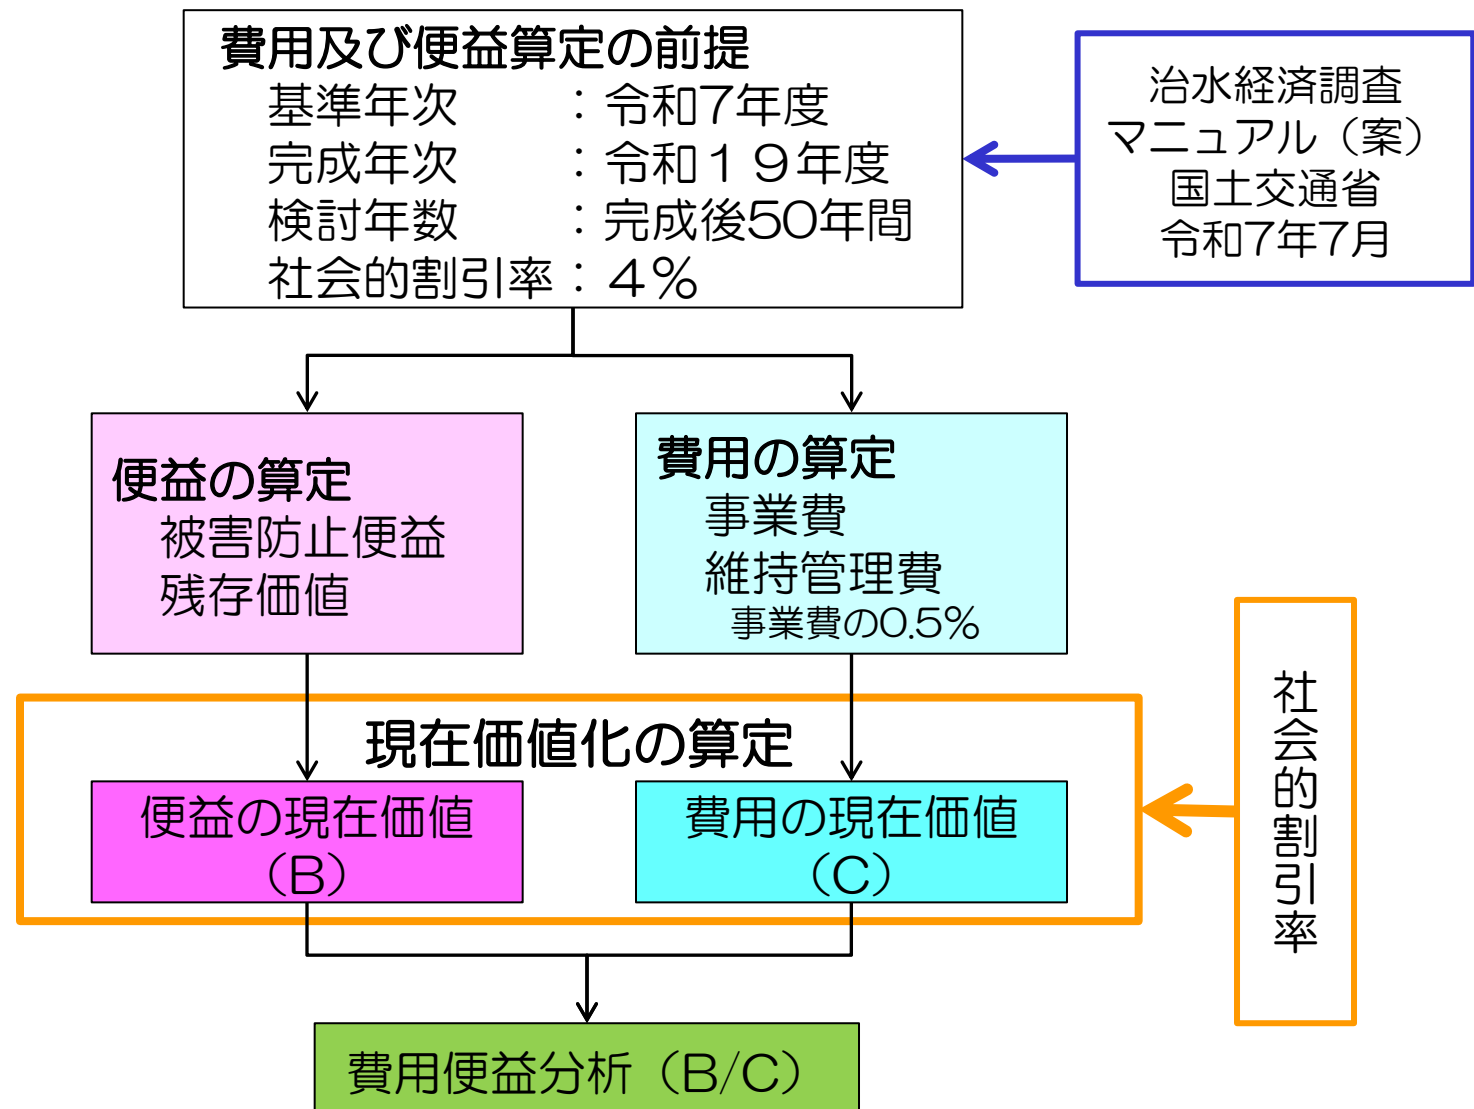 費用及び便益算定の前提
基準年次　　：令和7年度
完成年次　　：令和１９年度
検討年数　　：完成後50年間
社会的割引率：４％
治水経済調査
マニュアル（案）
国土交通省
令和7年7月
便益の算定
被害防止便益
残存価値
費用の算定
事業費
維持管理費
事業費の0.5%
現在価値化の算定
便益の現在価値
（B）
費用の現在価値
（C）
社会的割引率
費用便益分析（B/C）